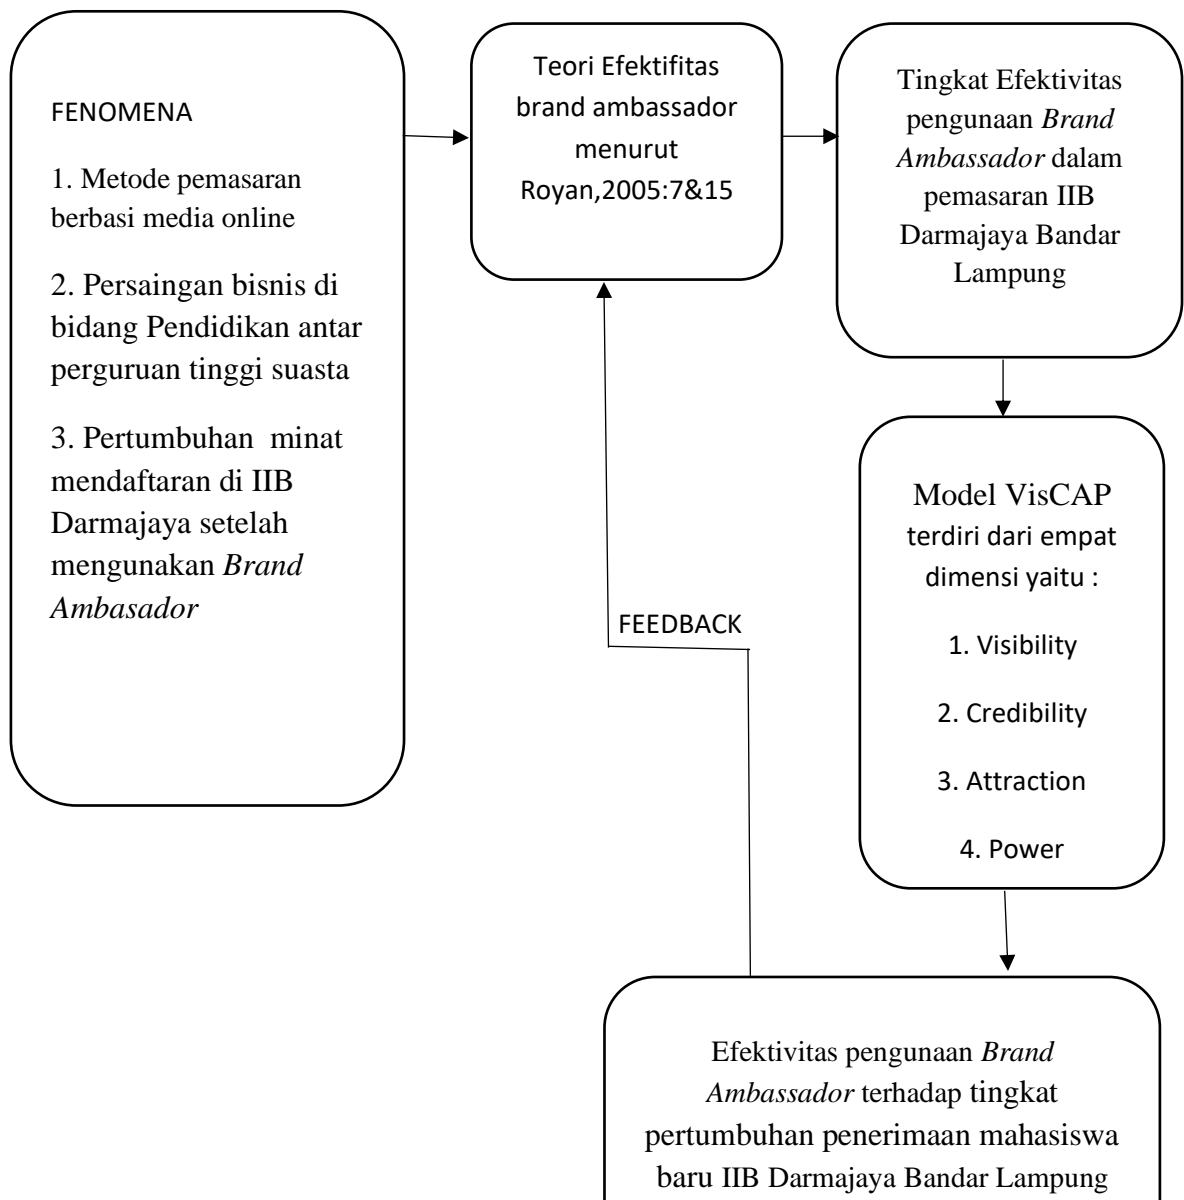 FENOMENA
1. Metode pemasaran
berbasi media online
2. Persaingan bisnis di
bidang Pendidikan antar
perguruan tinggi suasta
3. Pertumbuhan minat
mendaftaran di IIB
Darmajaya setelah
mengunakan Brand
Ambasador
Teori Efektifitas
brand ambassador
menurut
Royan,2005:7&15
Tingkat Efektivitas
pengunaan Brand
Ambassador dalam
pemasaran IIB
Darmajaya Bandar
Lampung
Model VisCAP
terdiri dari empat
dimensi yaitu :
1. Visibility
2. Credibility
3. Attraction
4. Power
FEEDBACK
Efektivitas pengunaan Brand
Ambassador terhadap tingkat
pertumbuhan penerimaan mahasiswa
baru IIB Darmajaya Bandar Lampung